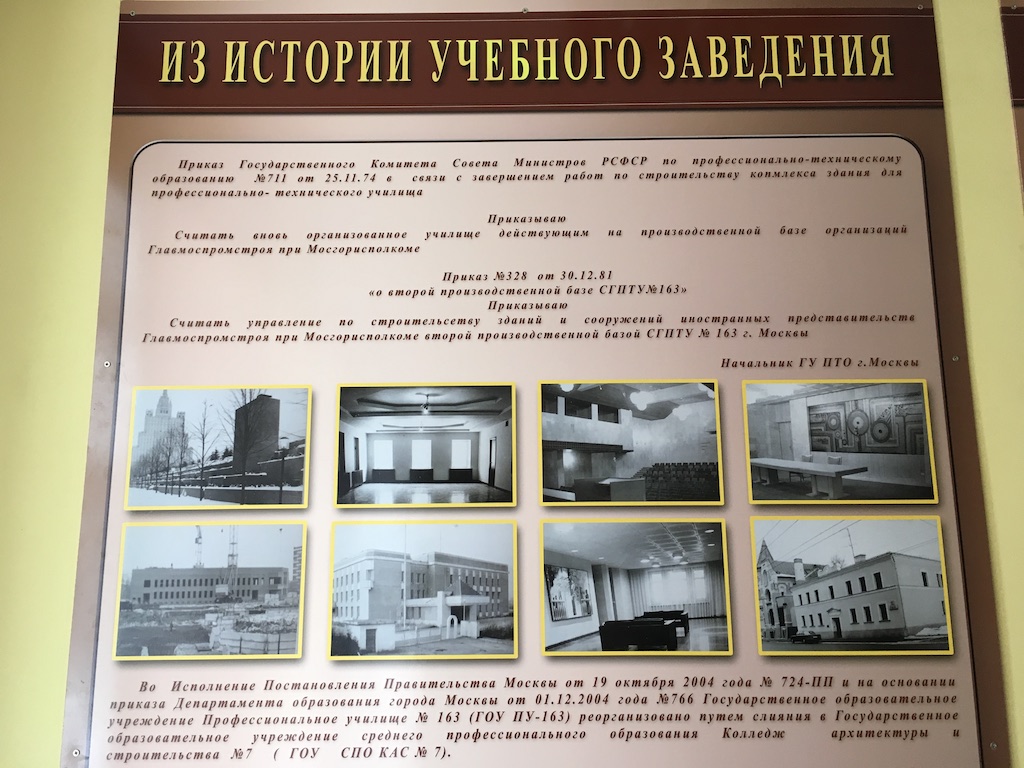 ИЗ ИСТОРИИ УЧЕБНОГО ЗАВЕДЕНИЯ
Приказ Государственного Комитета Совета Министров РСФСР по профессионально-техническому
образованию №711 от 25.11.74 в связи с завершением работ по строительству копмлекса здания для
профессионально- технического училища
Приказываю
Считать вновь организованное училище действующим на производственной базе организаций
Главмоспромстроя при Мосгорисполкоме
Приказ №328 от 30.12.81
«о второй производственной базе СГПТУ№163»
Приказываю
Считать управление по строительсету зданий и сооружений иностранных представительств
Главмоспромстроя при Мосгорисполкоме второй производственной базой СГПТУ № 163 г. Москвы
Начальник ГУ ПТО г.Москвы
Во Исполнение Постановления Правительства Москвы от 19 октября 2004 года № 724-ПП и на основании
приказа Департамента образования города Москвы от 01.12.2004 года №766 Государственное образовательное
учреждение Профессиональное училище № 163 (ГОУ ПУ-163) реорганизовано путем слияния в Государственное
образовательное учреждение среднего профессионального образования Колледж архитектуры и
строительства №7 ( ГОУ СПО КАС № 7).